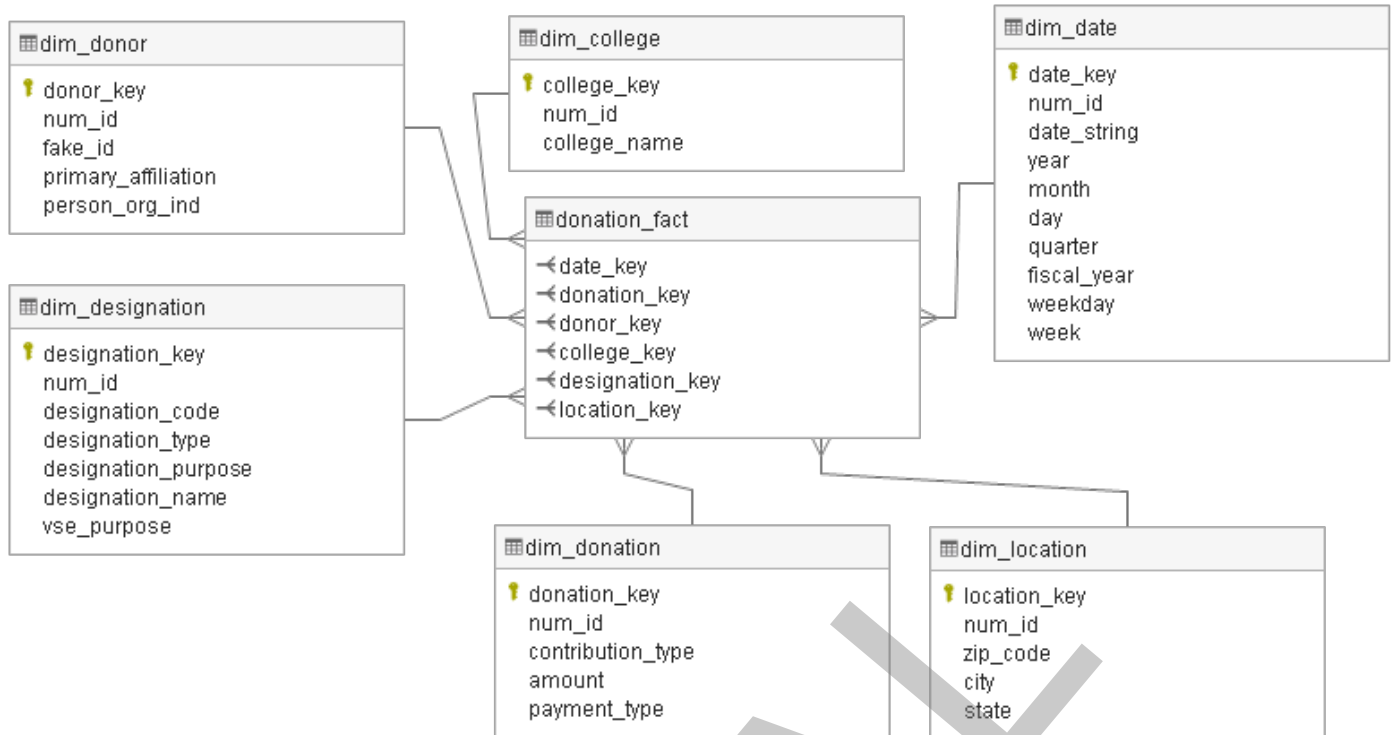 dim_donor
donor_key
num_id
fake_id
primary_affiliation
person_org_ind
dim_college
college_key
num_id
college_name
dim_date
date_key
num_id
date_string
year
month
day
quarter
fiscal_year
weekday
week
donation_fact
date_key
donation_key
donor_key
college_key
designation_key
location_key
dim_designation
designation_key
num_id
designation_code
designation_type
designation_purpose
designation_name
vse_purpose
dim_donation
donation_key
num_id
contribution_type
amount
payment_type
dim_location
location_key
num_id
zip_code
city
state